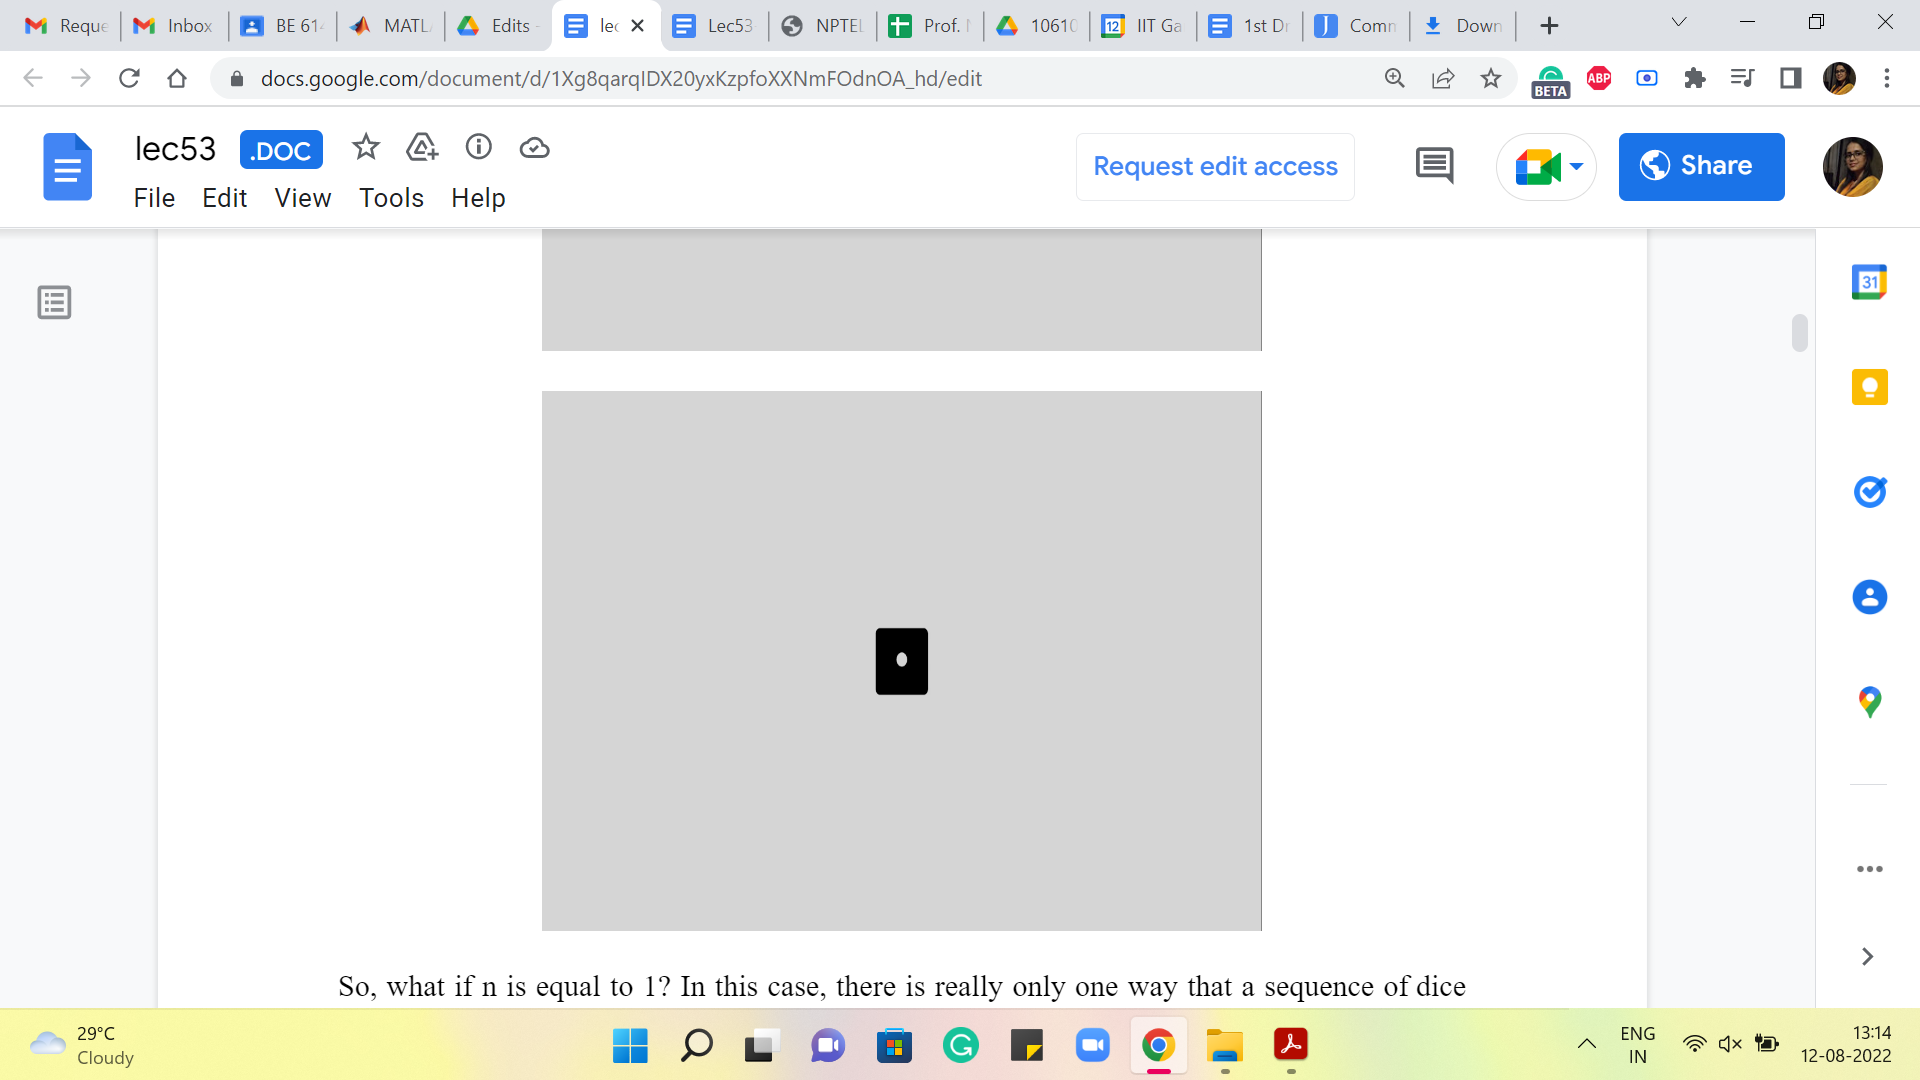 Reque
Inbox
BE 61
MATL
Edits
lec
Lec53
NPTEL
Prof.
10610
12
IIT Ga
1st Dr
Comm
Down
docs.google.com/document/d/1Xg8qarqIDX20yxKzpfoXXNmFOdnOA_hd/edit
ABP
BETA
lec53
.DOC
Request edit access
Share
File
Edit
View
Tools
Help
31
So, what if n is equal to 1? In this case, there is really only one way that a sequence of dice
29°C
Cloudy
ENG
IN
13:14
12-08-2022